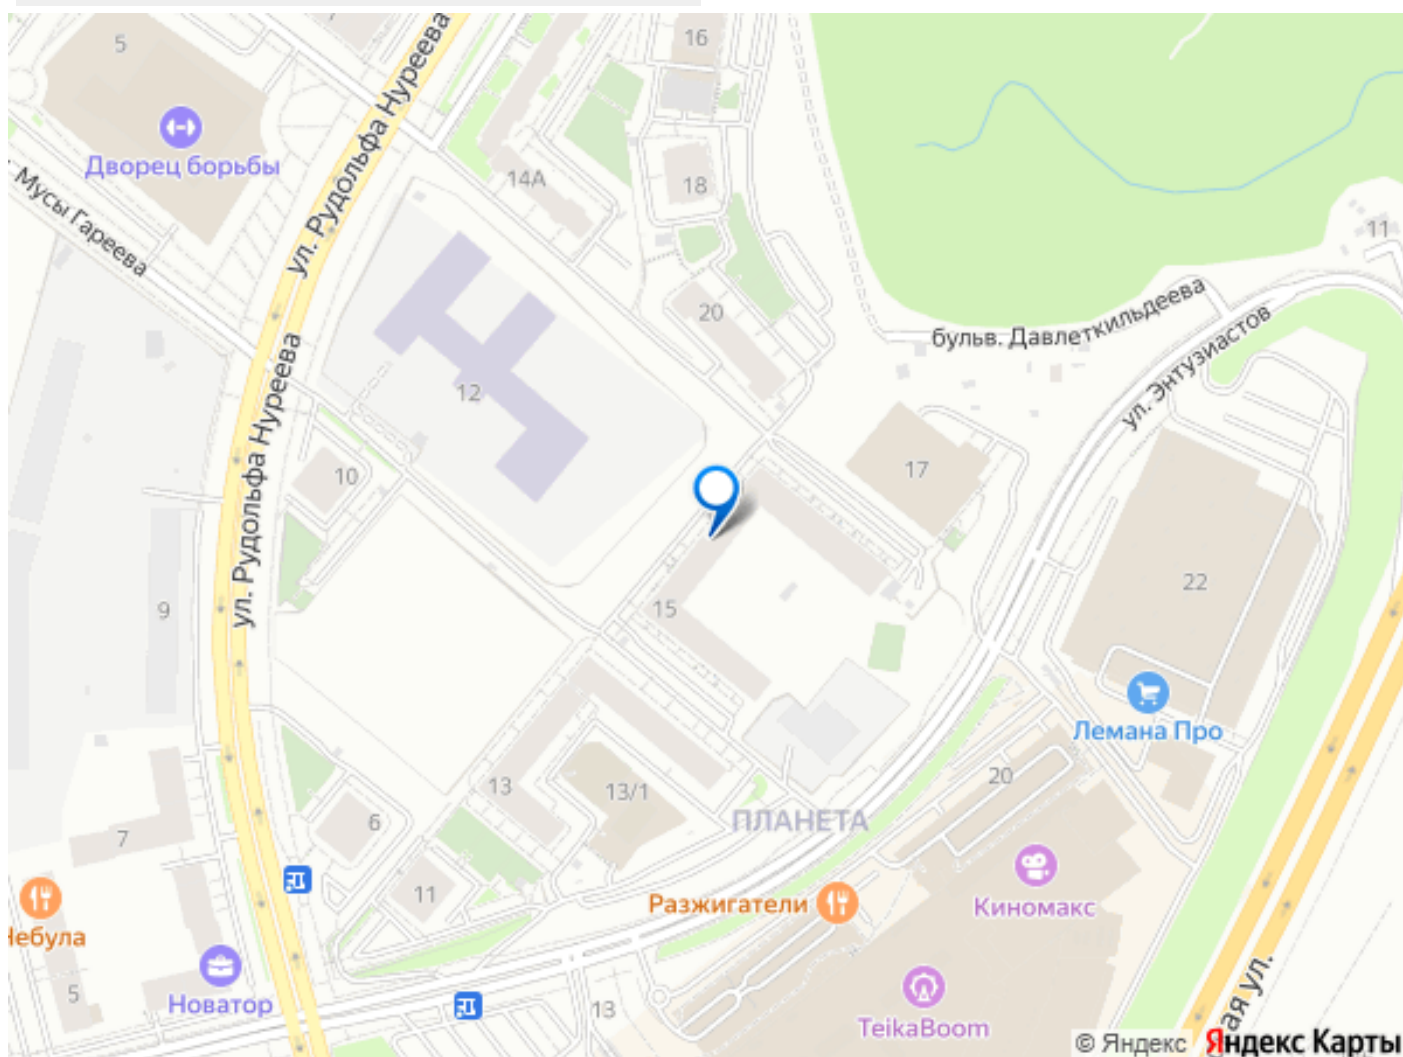 5
7
16
ул. Рудольфа Нуреева
Дворец борьбы
14А
18
Мусы Гареева
11
20
бульв. Давлеткильдеева
ул. Энтузиастов
12
ул. Рудольфа Нуреева
10
17
9
15
22
Лемана Про
13
13/1
20
ПЛАНЕТА
7
6
11
Разжигатели
Киномакс
Небула
5
Новатор
13
TeikaBoom
ая ул.
© Яндекс Яндекс Карты